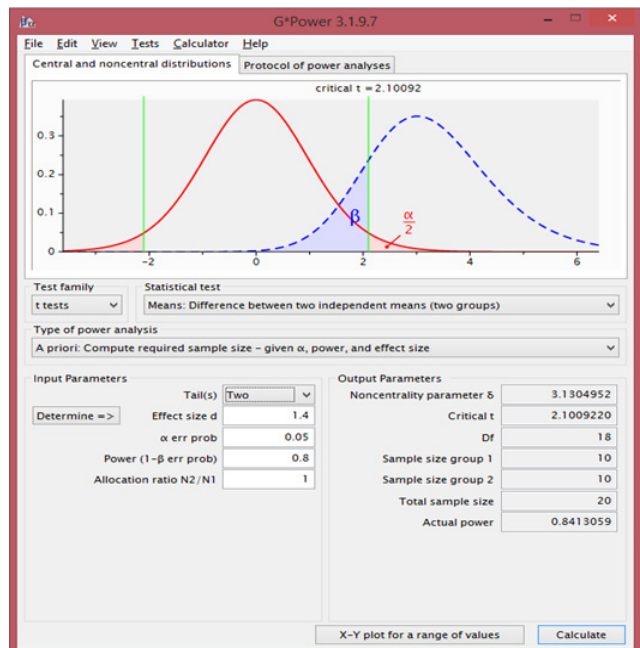 G*Power 3.1.9.7
File Edit View Tests Calculator Help
Central and noncentral distributions Protocol of power analyses
critical t = 2.10092
0.3
0.2
0.1
0
β
α
2
-2 0 2 4 6
Test family Statistical test
t tests Means: Difference between two independent means (two groups)
Type of power analysis
A priori: Compute required sample size – given α, power, and effect size
Input Parameters Output Parameters
Tail(s) Two Noncentrality parameter δ 3.1304952
Determine => Effect size d 1.4 Critical t 2.1009220
α err prob 0.05 Df 18
Power (1-β err prob) 0.8 Sample size group 1 10
Allocation ratio N2/N1 1 Sample size group 2 10
Total sample size 20
Actual power 0.8413059
X-Y plot for a range of values Calculate